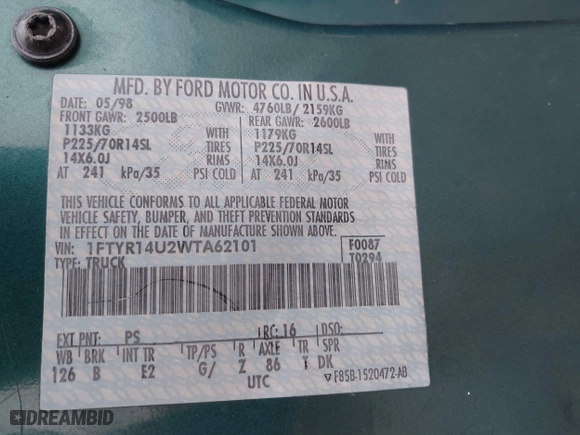 MFD. BY FORD MOTOR CO. IN U.S.A.
DATE: 05/98 GVWR: 4760LB/ 2159KG
FRONT GAWR: 2500LB REAR GAWR: 2600LB
1133KG WITH 1179KG WITH
P225/70R14SL TIRES P225/70R14SL TIRES
14X6.0J RIMS 14X6.0J RIMS
AT 241 kPa/35 PSI COLD AT 241 kPa/35 PSI COLD
THIS VEHICLE CONFORMS TO ALL APPLICABLE FEDERAL MOTOR
VEHICLE SAFETY, BUMPER, AND THEFT PREVENTION STANDARDS
IN EFFECT ON THE DATE OF MANUFACTURE SHOWN ABOVE.
VIN: 1FTYR14U2WTA62101 F0087
TYPE: TRUCK T0294
EXT PNT: PS RC: 16 DSO:
WB BRK INT TR TP/PS R AXLE TR SPR
126 B E2 G/ Z 86 T DK
UTC F85B-1520472-AB
DREAMBID